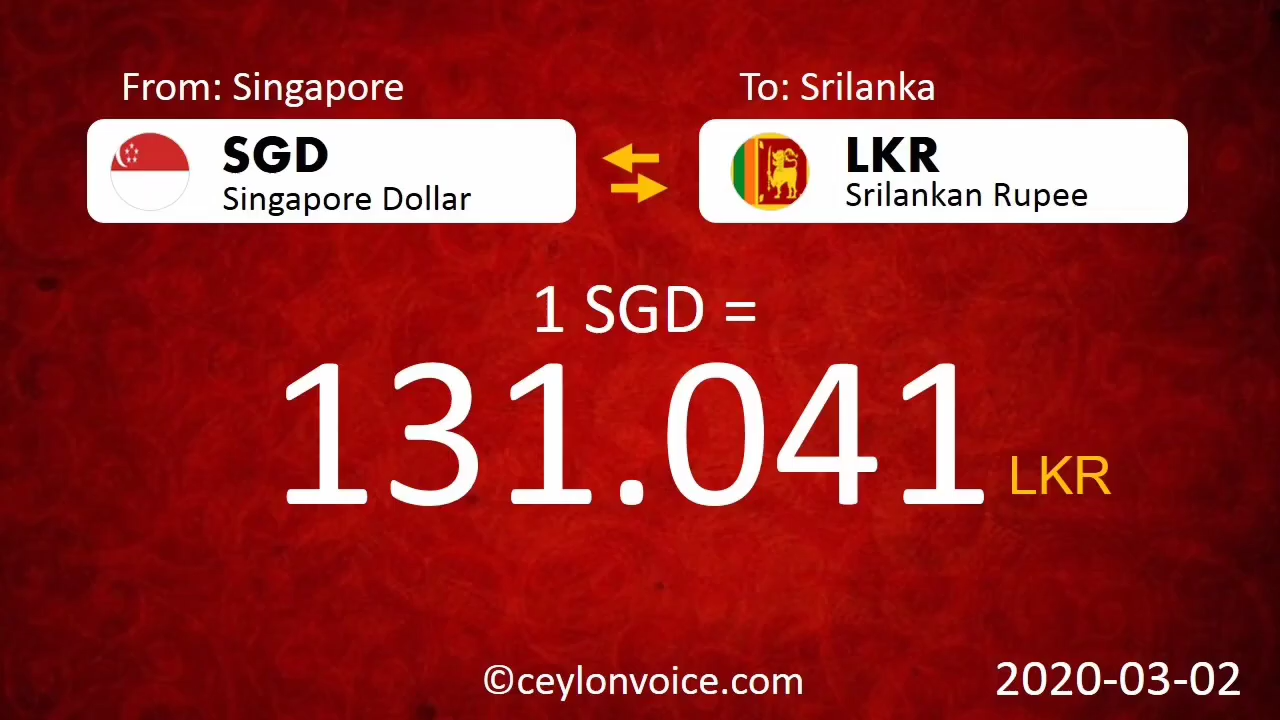 From: Singapore
To: Srilanka
SGD
Singapore Dollar
LKR
Srilankan Rupee
1 SGD =
131.041 LKR
©ceylonvoice.com
2020-03-02